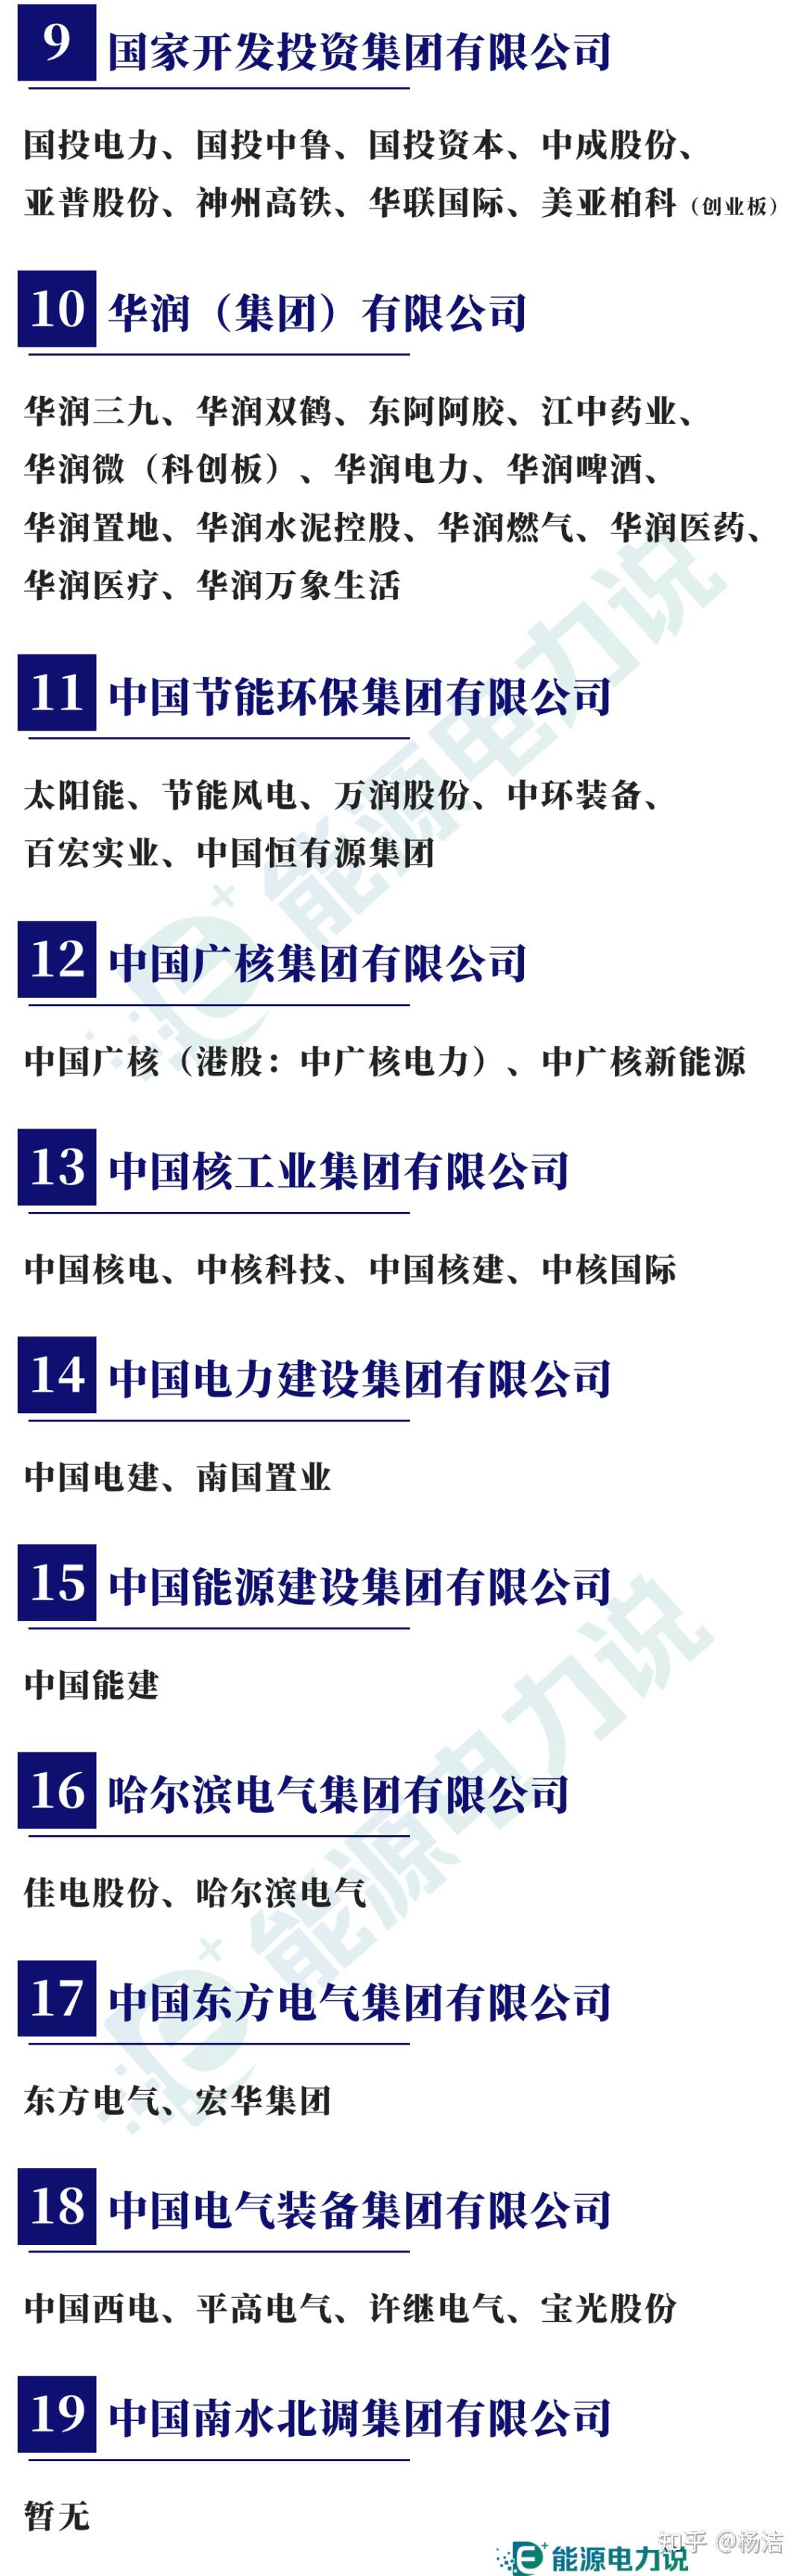 9 国家开发投资集团有限公司
国投电力、国投中鲁、国投资本、中成股份、
亚普股份、神州高铁、华联国际、美亚柏科（创业板）
10 华润（集团）有限公司
华润三九、华润双鹤、东阿阿胶、江中药业、
华润微（科创板）、华润电力、华润啤酒、
华润置地、华润水泥控股、华润燃气、华润医药、
华润医疗、华润万象生活
11 中国节能环保集团有限公司
太阳能、节能风电、万润股份、中环装备、
百宏实业、中国恒有源集团
12 中国广核集团有限公司
中国广核（港股：中广核电力）、中广核新能源
13 中国核工业集团有限公司
中国核电、中核科技、中国核建、中核国际
14 中国电力建设集团有限公司
中国电建、南国置业
15 中国能源建设集团有限公司
中国能建
16 哈尔滨电气集团有限公司
佳电股份、哈尔滨电气
17 中国东方电气集团有限公司
东方电气、宏华集团
18 中国电气装备集团有限公司
中国西电、平高电气、许继电气、宝光股份
19 中国南水北调集团有限公司
暂无
知乎 @杨洁
能源电力说
能源电力说
能源电力说